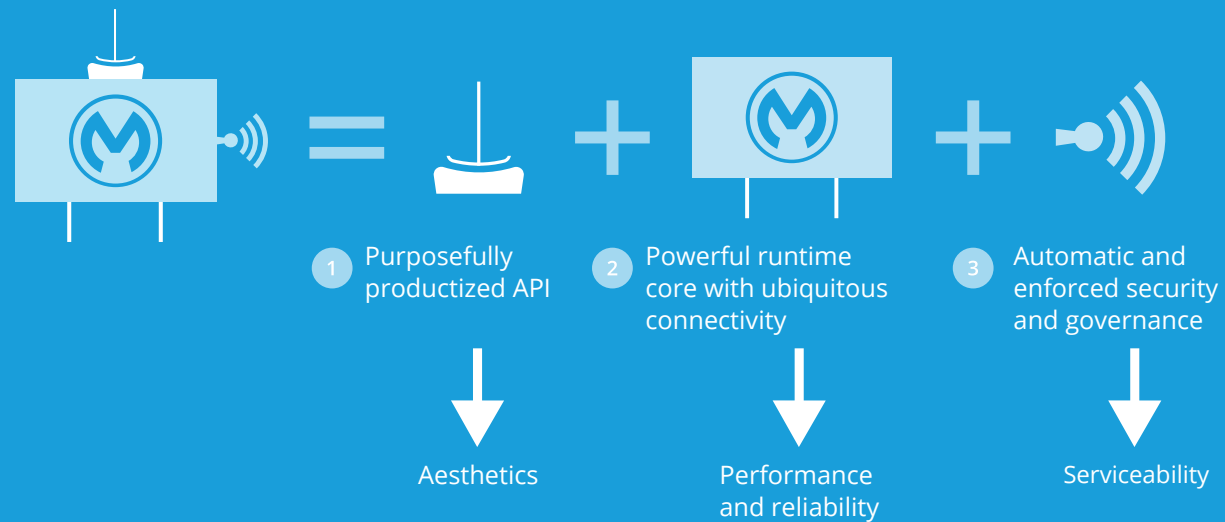 1
Purposefully
productized API
2
Powerful runtime
core with ubiquitous
connectivity
3
Automatic and
enforced security
and governance
Aesthetics
Performance
and reliability
Serviceability